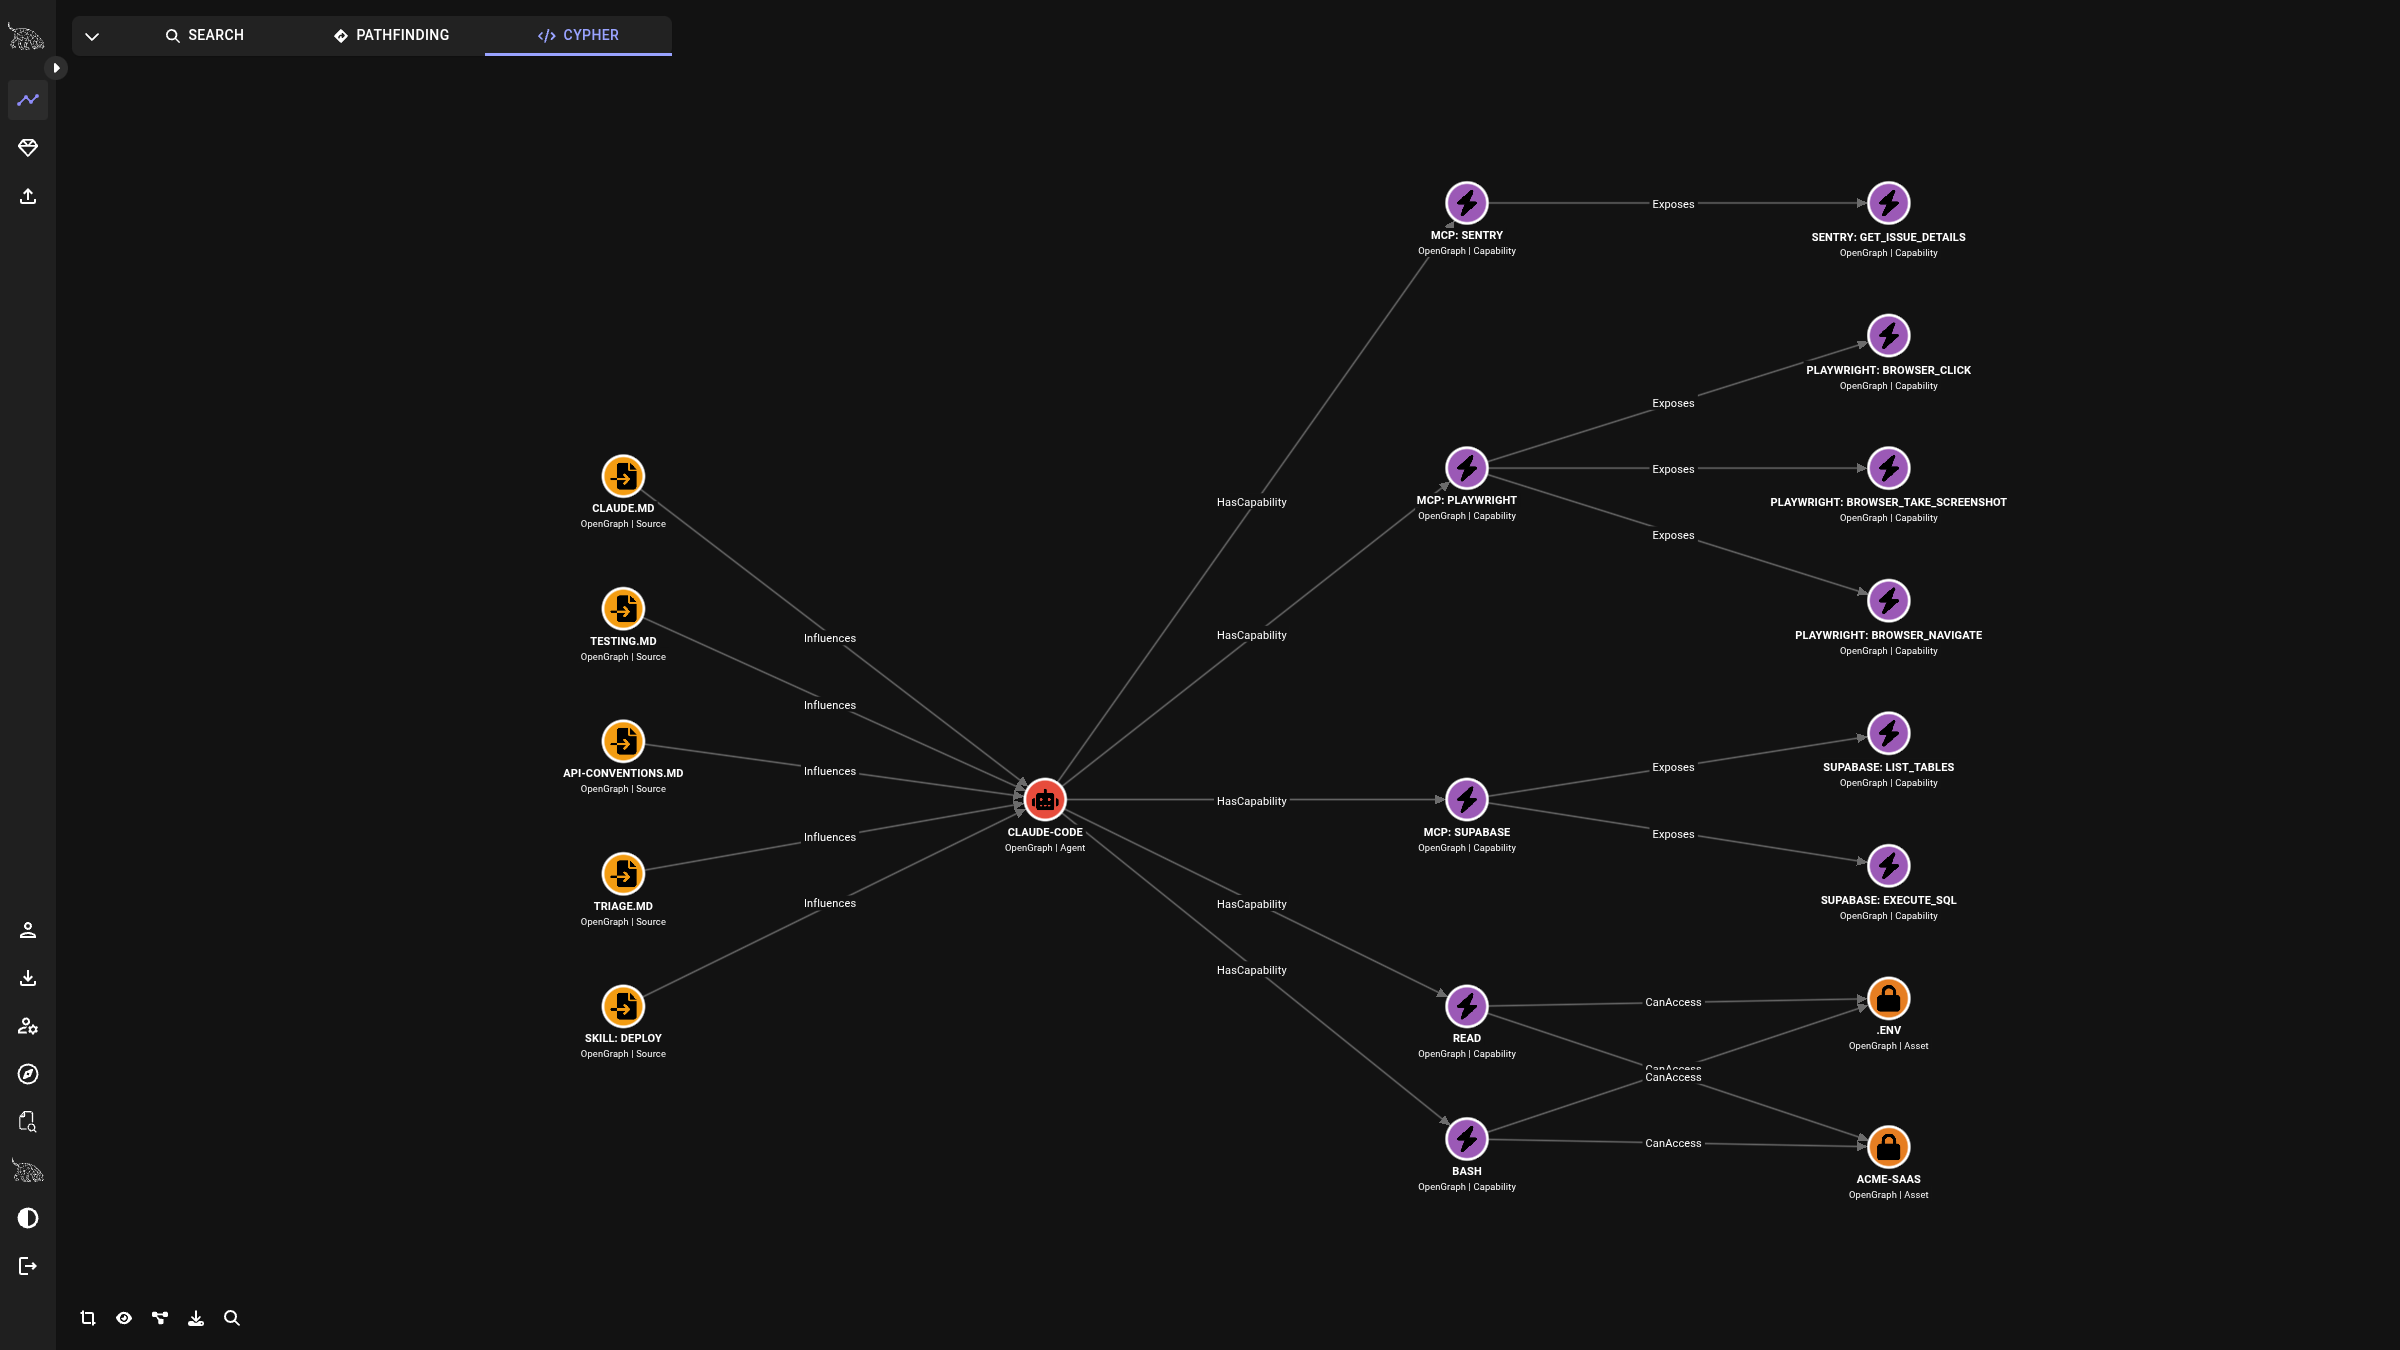 SEARCH
PATHFINDING
CYPHER
MCP: SENTRY
OpenGraph | Capability
Exposes
SENTRY: GET_ISSUE_DETAILS
OpenGraph | Capability
PLAYWRIGHT: BROWSER_CLICK
OpenGraph | Capability
Exposes
CLAUDE.MD
OpenGraph | Source
HasCapability
MCP: PLAYWRIGHT
OpenGraph | Capability
Exposes
PLAYWRIGHT: BROWSER_TAKE_SCREENSHOT
OpenGraph | Capability
Exposes
TESTING.MD
OpenGraph | Source
Influences
HasCapability
PLAYWRIGHT: BROWSER_NAVIGATE
OpenGraph | Capability
Influences
API-CONVENTIONS.MD
OpenGraph | Source
Influences
Exposes
SUPABASE: LIST_TABLES
OpenGraph | Capability
HasCapability
Influences
CLAUDE-CODE
OpenGraph | Agent
MCP: SUPABASE
OpenGraph | Capability
Exposes
TRIAGE.MD
OpenGraph | Source
Influences
HasCapability
SUPABASE: EXECUTE_SQL
OpenGraph | Capability
HasCapability
SKILL: DEPLOY
OpenGraph | Source
READ
OpenGraph | Capability
CanAccess
.ENV
OpenGraph | Asset
CanAccess
CanAccess
CanAccess
BASH
OpenGraph | Capability
ACME-SAAS
OpenGraph | Asset